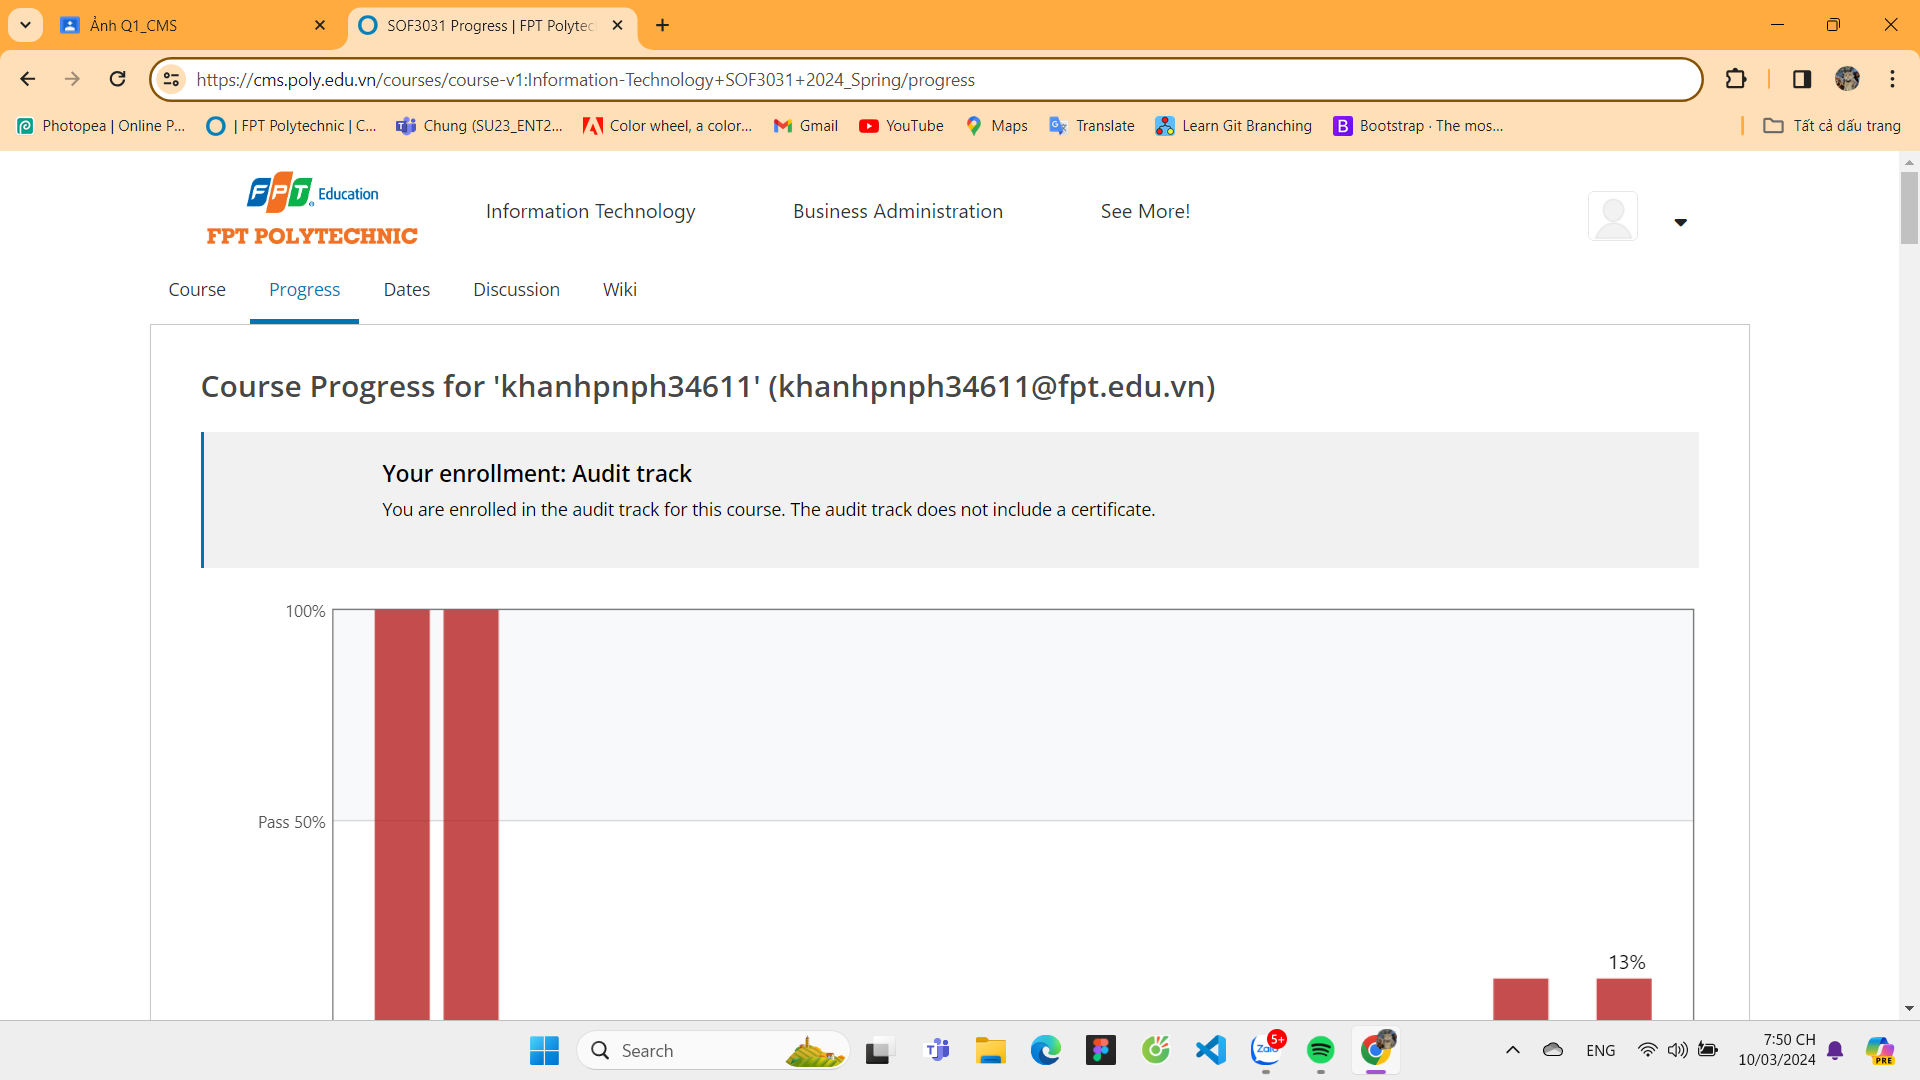 Ảnh Q1_CMS
SOF3031 Progress | FPT Polytec
https://cms.poly.edu.vn/courses/course-v1:Information-Technology+SOF3031+2024_Spring/progress
Photopea | Online P...
| FPT Polytechnic | C...
Chung (SU23_ENT2...
Color wheel, a color...
Gmail
YouTube
Maps
Translate
Learn Git Branching
Bootstrap · The mos...
Tất cả dấu trang
FPT Education
FPT POLYTECHNIC
Information Technology
Business Administration
See More!
Course
Progress
Dates
Discussion
Wiki
Course Progress for 'khanhpnph34611' (khanhpnph34611@fpt.edu.vn)
Your enrollment: Audit track
You are enrolled in the audit track for this course. The audit track does not include a certificate.
100%
Pass 50%
13%
Search
Zalo
5+
ENG
7:50 CH
10/03/2024
PRE